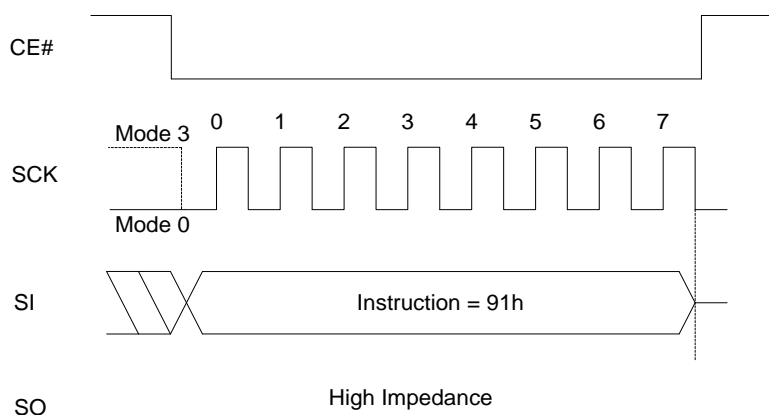 CE#
Mode 3
0 1 2 3 4 5 6 7
SCK
Mode 0
SI
Instruction = 91h
SO
High Impedance